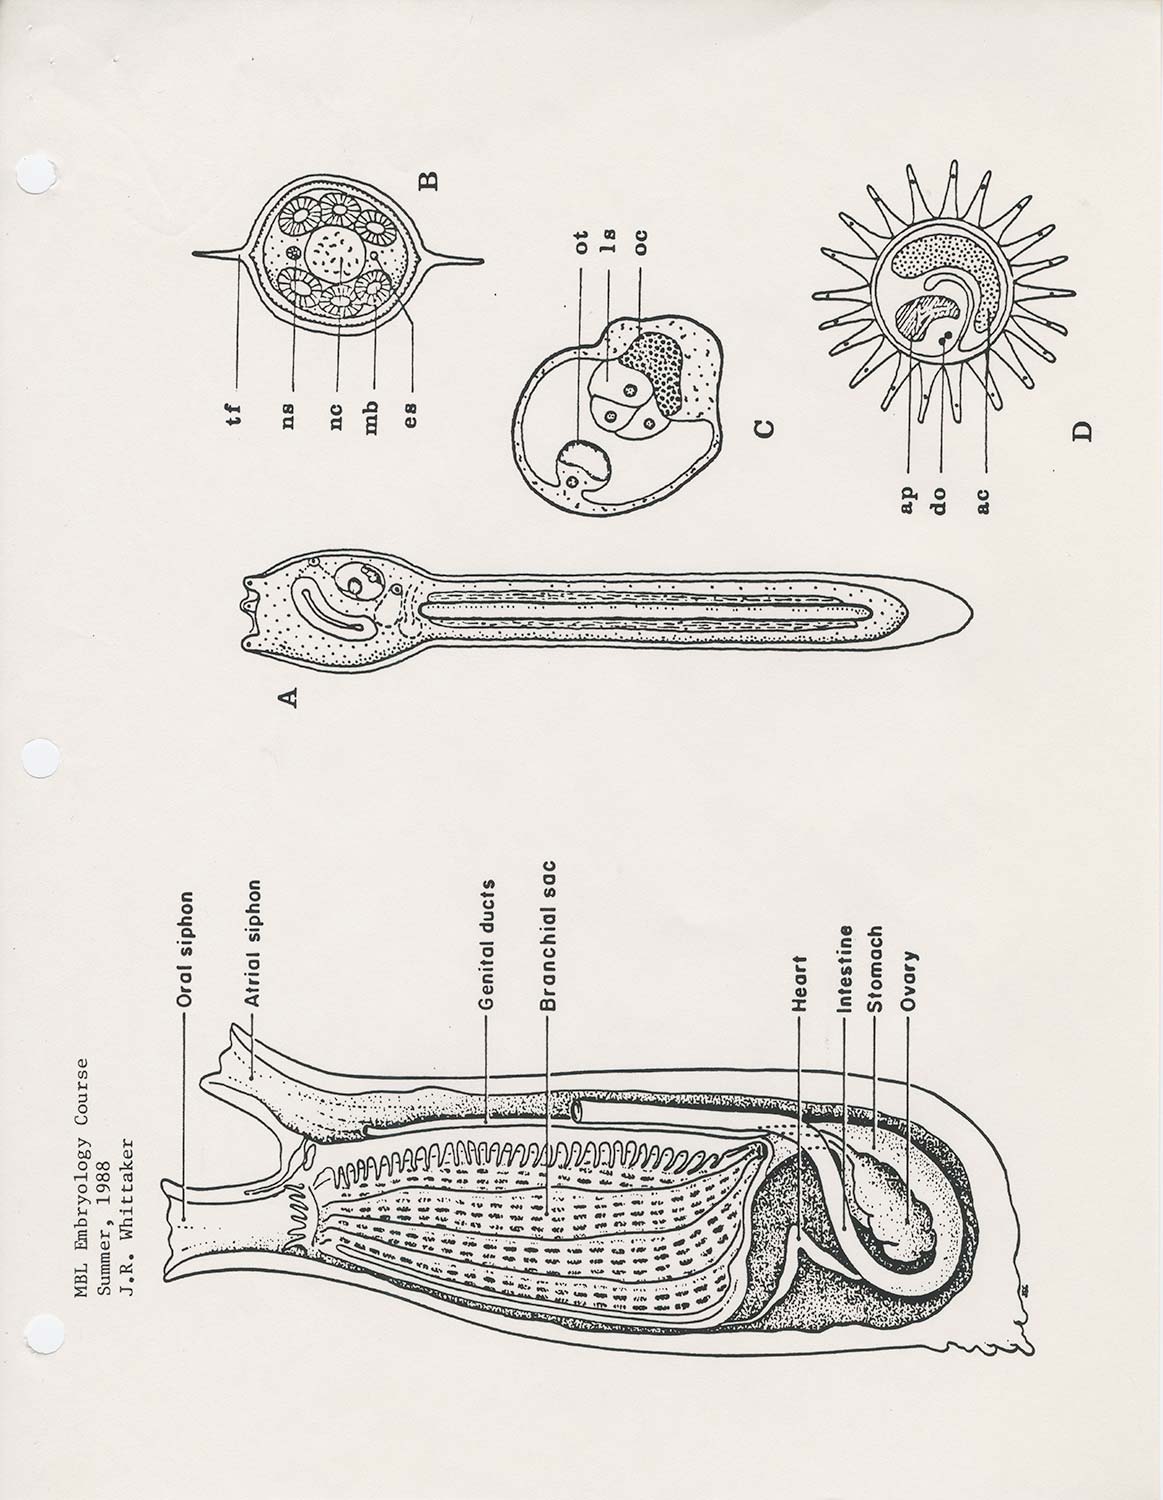 MBL Embryology Course
Summer, 1988
J.R. Whittaker
Oral siphon
Atrial siphon
Genital ducts
Branchial sac
Heart
Intestine
Stomach
Ovary
A
tf
ns
nc
mb
es
B
ot
ls
oc
C
ap
do
ac
D